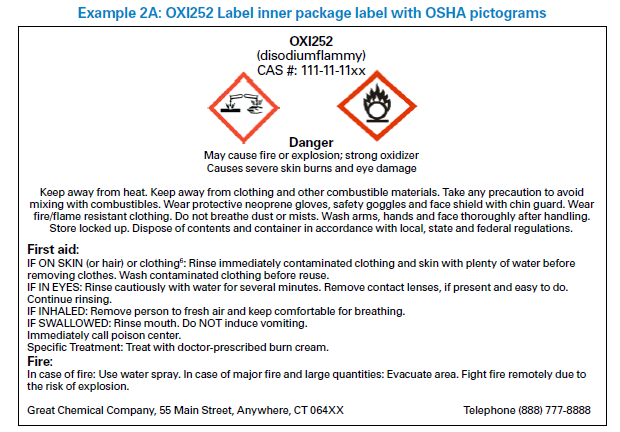 Example 2A: OXI252 Label inner package label with OSHA pictograms
OXI252
(disodiumflammy)
CAS #: 111-11-11xx
Danger
May cause fire or explosion; strong oxidizer
Causes severe skin burns and eye damage
Keep away from heat. Keep away from clothing and other combustible materials. Take any precaution to avoid
mixing with combustibles. Wear protective neoprene gloves, safety goggles and face shield with chin guard. Wear
fire/flame resistant clothing. Do not breathe dust or mists. Wash arms, hands and face thoroughly after handling.
Store locked up. Dispose of contents and container in accordance with local, state and federal regulations.
First aid:
IF ON SKIN (or hair) or clothing⁶: Rinse immediately contaminated clothing and skin with plenty of water before
removing clothes. Wash contaminated clothing before reuse.
IF IN EYES: Rinse cautiously with water for several minutes. Remove contact lenses, if present and easy to do.
Continue rinsing.
IF INHALED: Remove person to fresh air and keep comfortable for breathing.
IF SWALLOWED: Rinse mouth. Do NOT induce vomiting.
Immediately call poison center.
Specific Treatment: Treat with doctor-prescribed burn cream.
Fire:
In case of fire: Use water spray. In case of major fire and large quantities: Evacuate area. Fight fire remotely due to
the risk of explosion.
Great Chemical Company, 55 Main Street, Anywhere, CT 064XX Telephone (888) 777-8888